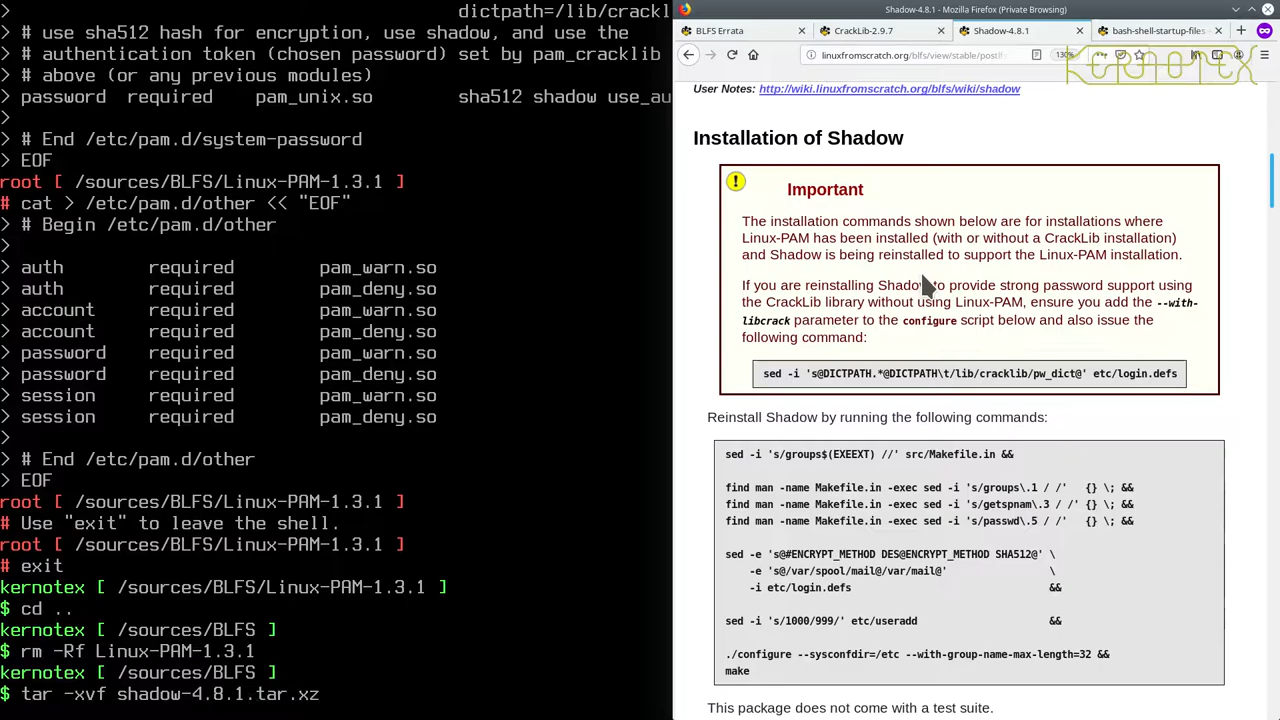 dictpath=/lib/crackl
> # use sha512 hash for encryption, use shadow, and use the
> # authentication token (chosen password) set by pam_cracklib
> # above (or any previous modules)
> password  required    pam_unix.so        sha512 shadow use_au
>
> # End /etc/pam.d/system-password
> EOF
root [ /sources/BLFS/Linux-PAM-1.3.1 ]
# cat > /etc/pam.d/other << "EOF"
> # Begin /etc/pam.d/other
>
> auth        required        pam_warn.so
> auth        required        pam_deny.so
> account     required        pam_warn.so
> account     required        pam_deny.so
> password    required        pam_warn.so
> password    required        pam_deny.so
> session     required        pam_warn.so
> session     required        pam_deny.so
>
> # End /etc/pam.d/other
> EOF
root [ /sources/BLFS/Linux-PAM-1.3.1 ]
# Use "exit" to leave the shell.
root [ /sources/BLFS/Linux-PAM-1.3.1 ]
# exit
kernotex [ /sources/BLFS/Linux-PAM-1.3.1 ]
$ cd ..
kernotex [ /sources/BLFS ]
$ rm -Rf Linux-PAM-1.3.1
kernotex [ /sources/BLFS ]
$ tar -xvf shadow-4.8.1.tar.xz
Shadow-4.8.1 - Mozilla Firefox (Private Browsing)
BLFS Errata
CrackLib-2.9.7
Shadow-4.8.1
bash-shell-startup-files
linuxfromscratch.org/blfs/view/stable/postlf
130%
KERNOTEX
User Notes: http://wiki.linuxfromscratch.org/blfs/wiki/shadow
Installation of Shadow
Important
The installation commands shown below are for installations where
Linux-PAM has been installed (with or without a CrackLib installation)
and Shadow is being reinstalled to support the Linux-PAM installation.
If you are reinstalling Shadow to provide strong password support using
the CrackLib library without using Linux-PAM, ensure you add the --with-
libcrack parameter to the configure script below and also issue the
following command:
sed -i 's@DICTPATH.*@DICTPATH\t/lib/cracklib/pw_dict@' etc/login.defs
Reinstall Shadow by running the following commands:
sed -i 's/groups$(EXEEXT) //' src/Makefile.in &&
find man -name Makefile.in -exec sed -i 's/groups\.1 / /'   {} \; &&
find man -name Makefile.in -exec sed -i 's/getspnam\.3 / /' {} \; &&
find man -name Makefile.in -exec sed -i 's/passwd\.5 / /'   {} \; &&
sed -e 's@#ENCRYPT_METHOD DES@ENCRYPT_METHOD SHA512@' \
-e 's@/var/spool/mail@/var/mail@'                 \
-i etc/login.defs                                 &&
sed -i 's/1000/999/' etc/useradd                      &&
./configure --sysconfdir=/etc --with-group-name-max-length=32 &&
make
This package does not come with a test suite.